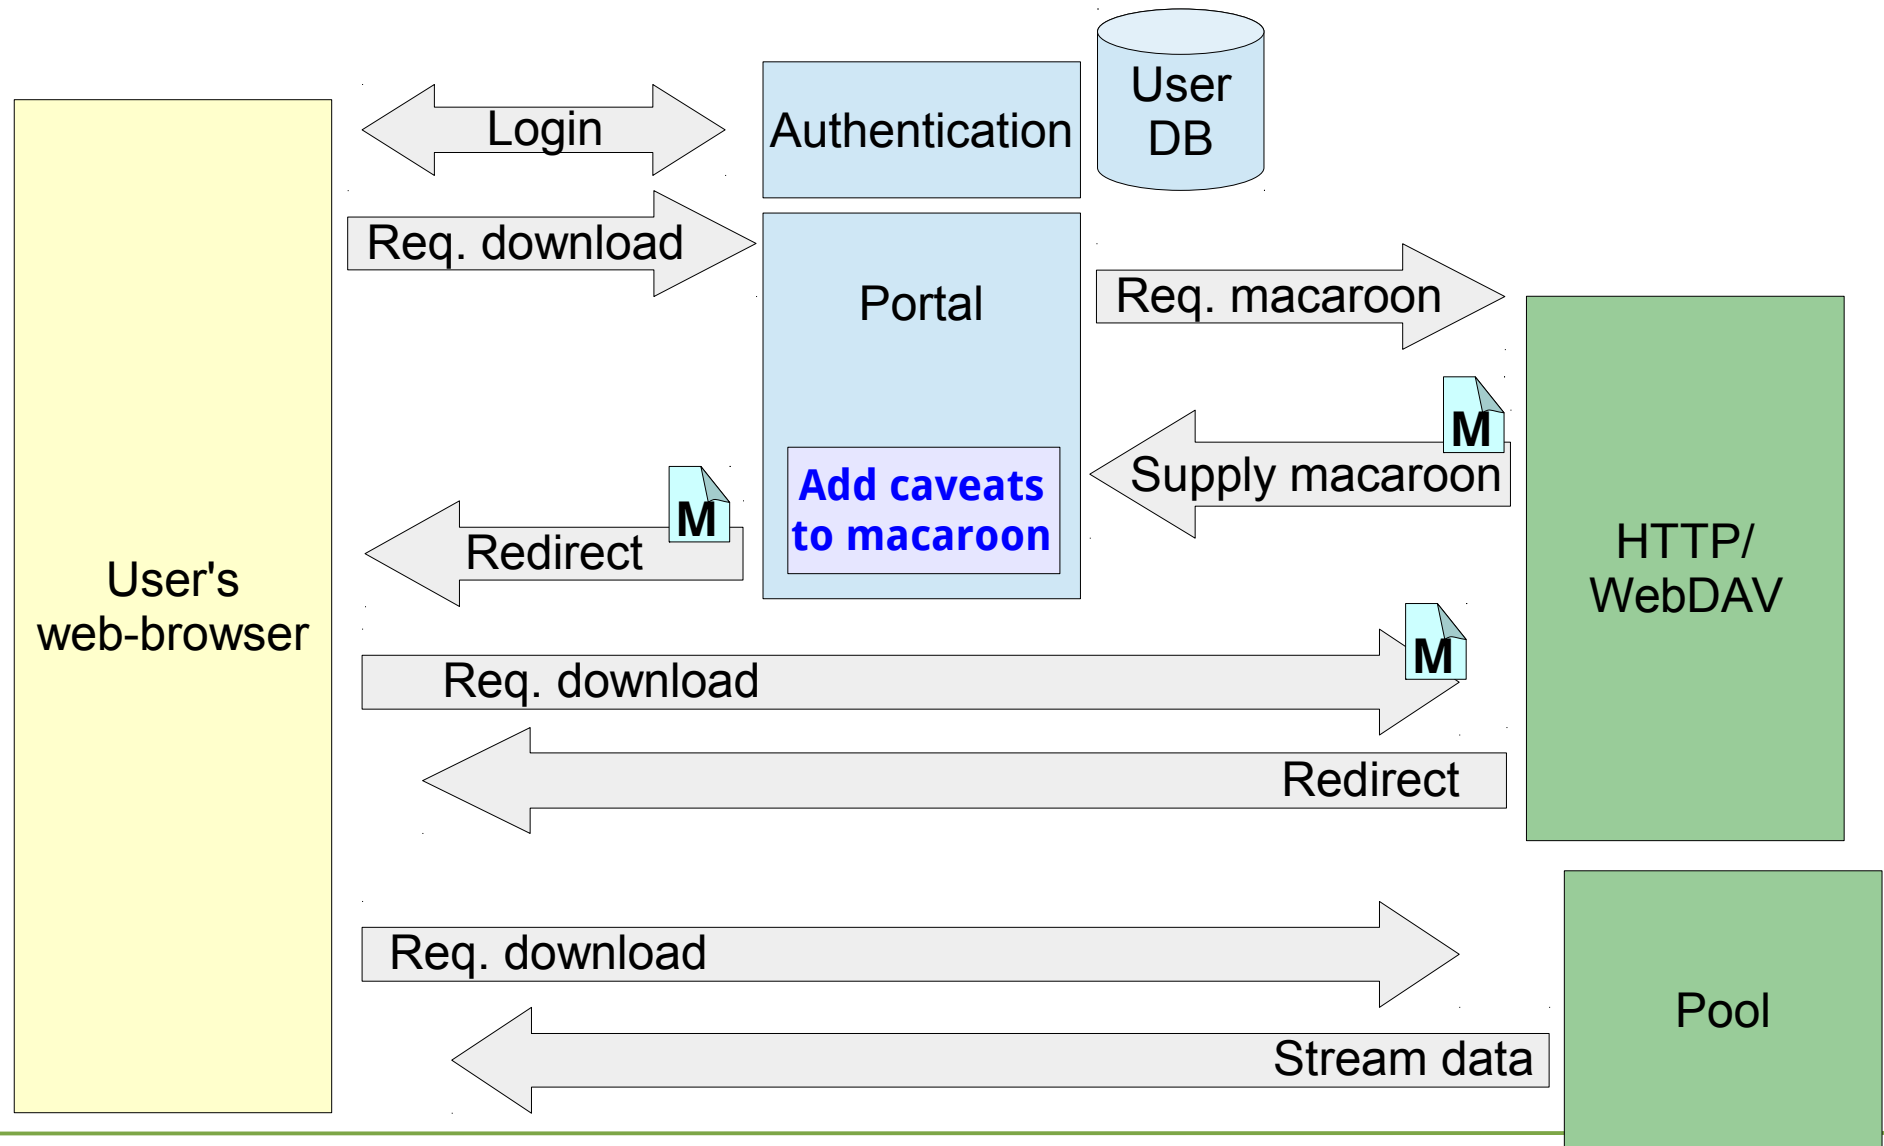 User
DB
Login
Authentication
Req. download
Portal
Req. macaroon
M
Supply macaroon
Add caveats
to macaroon
M
Redirect
HTTP/
WebDAV
User's
web-browser
M
Req. download
Redirect
Req. download
Pool
Stream data